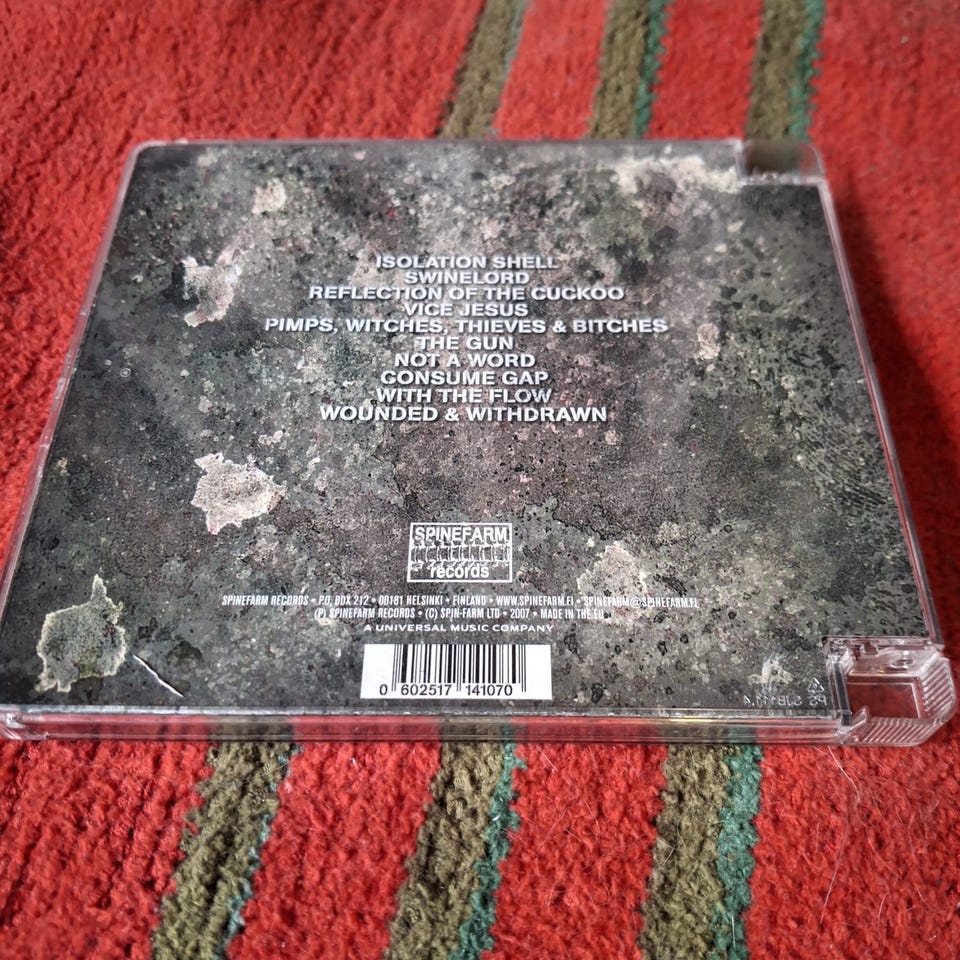 ISOLATION SHELL
SWINELORD
REFLECTION OF THE CUCKOO
VICE JESUS
PIMPS, WITCHES, THIEVES & BITCHES
THE GUN
NOT A WORD
CONSUME GAP
WITH THE FLOW
WOUNDED & WITHDRAWN
SPINEFARM
records
SPINEFARM RECORDS • P.O. BOX 212 • 00181 HELSINKI • FINLAND • WWW.SPINEFARM.FI • SPINEFARM@SPINEFARM.FI
(P) SPINEFARM RECORDS • (C) SPIN-FARM LTD • 2007 • MADE IN THE EU
A UNIVERSAL MUSIC COMPANY
0 602517 141070